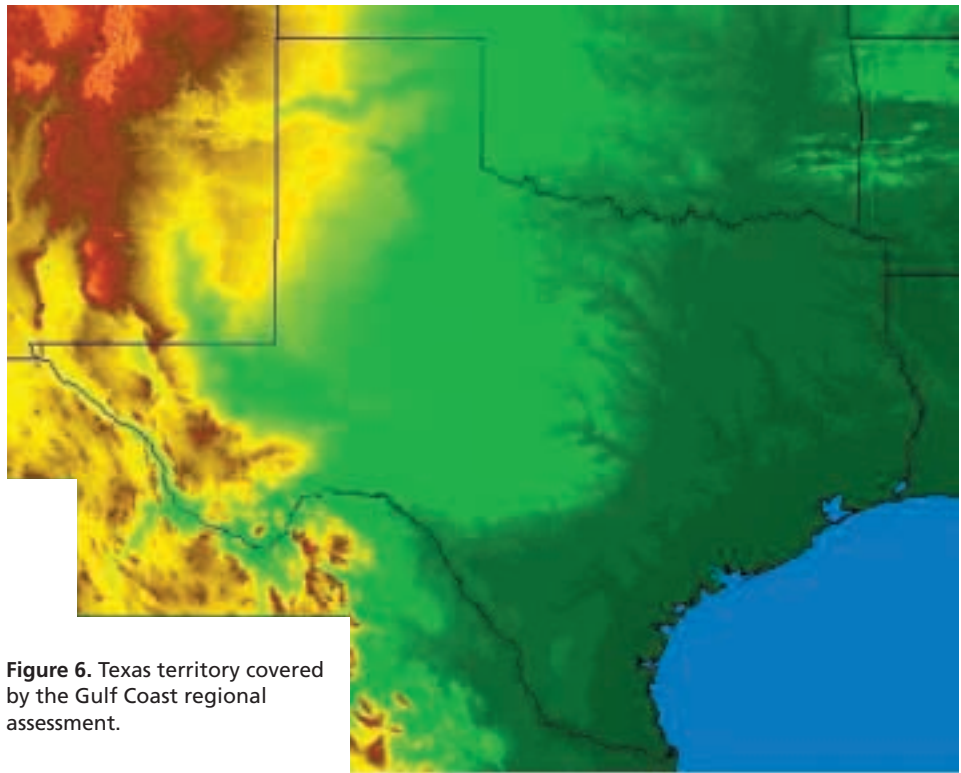 Figure 6. Texas territory covered
by the Gulf Coast regional
assessment.